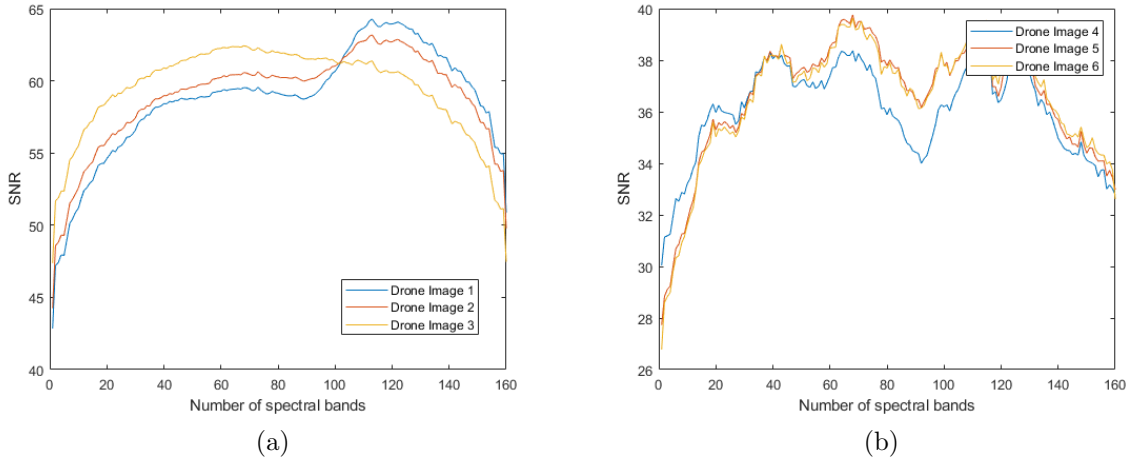 65
60
55
50
45
40
SNR
0 20 40 60 80 100 120 140 160
Number of spectral bands
Drone Image 1
Drone Image 2
Drone Image 3
(a)
40
38
36
34
32
30
28
26
SNR
0 20 40 60 80 100 120 140 160
Number of spectral bands
Drone Image 4
Drone Image 5
Drone Image 6
(b)